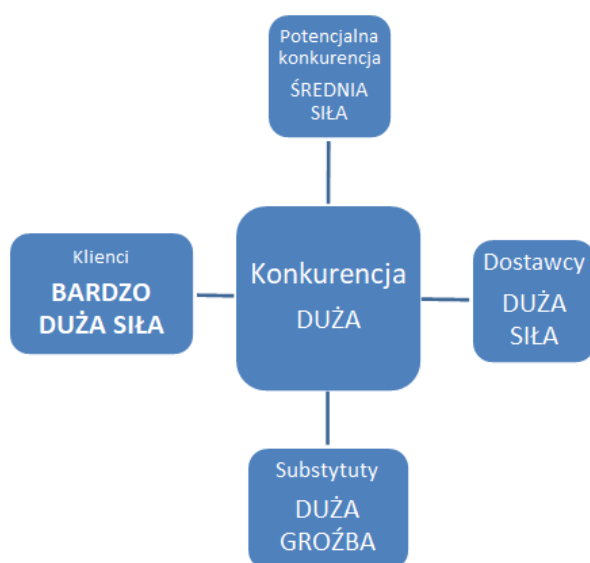 Potencjalna
konkurencja
ŚREDNIA
SIŁA
Klienci
BARDZO
DUŻA SIŁA
Konkurencja
DUŻA
Dostawcy
DUŻA
SIŁA
Substytuty
DUŻA
GROŹBA